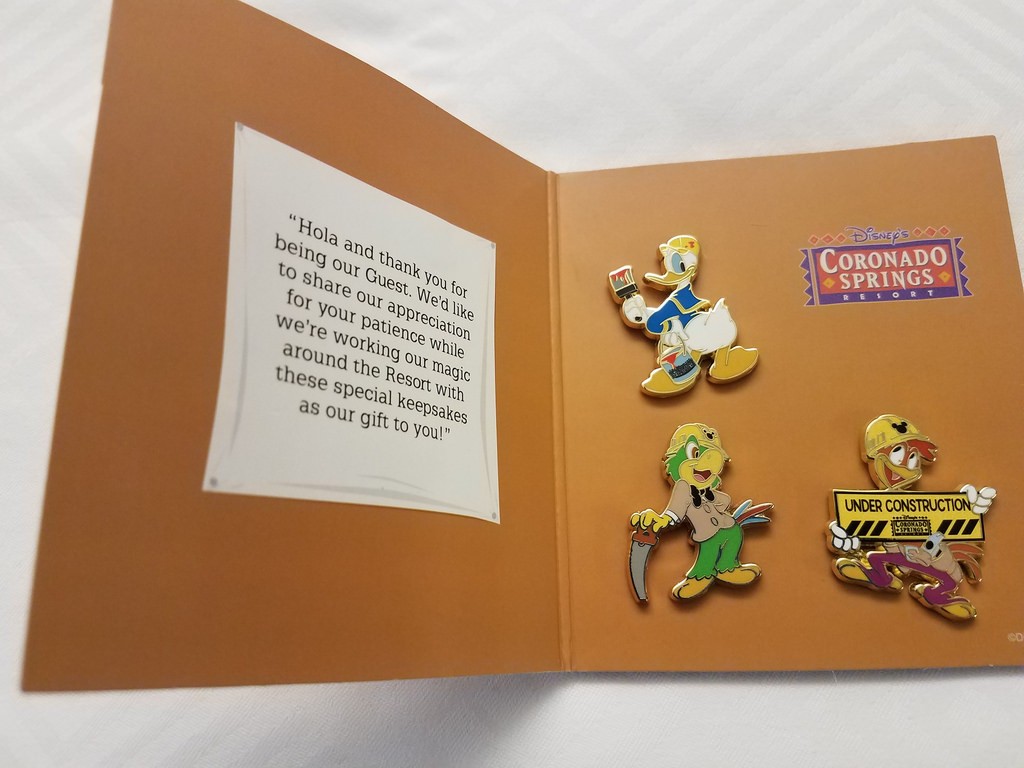 “Hola and thank you for
being our Guest. We'd like
to share our appreciation
for your patience while
we're working our magic
around the Resort with
these special keepsakes
as our gift to you!”
Disney's
CORONADO
SPRINGS
RESORT
UNDER CONSTRUCTION
CORONADO
SPRINGS
©D